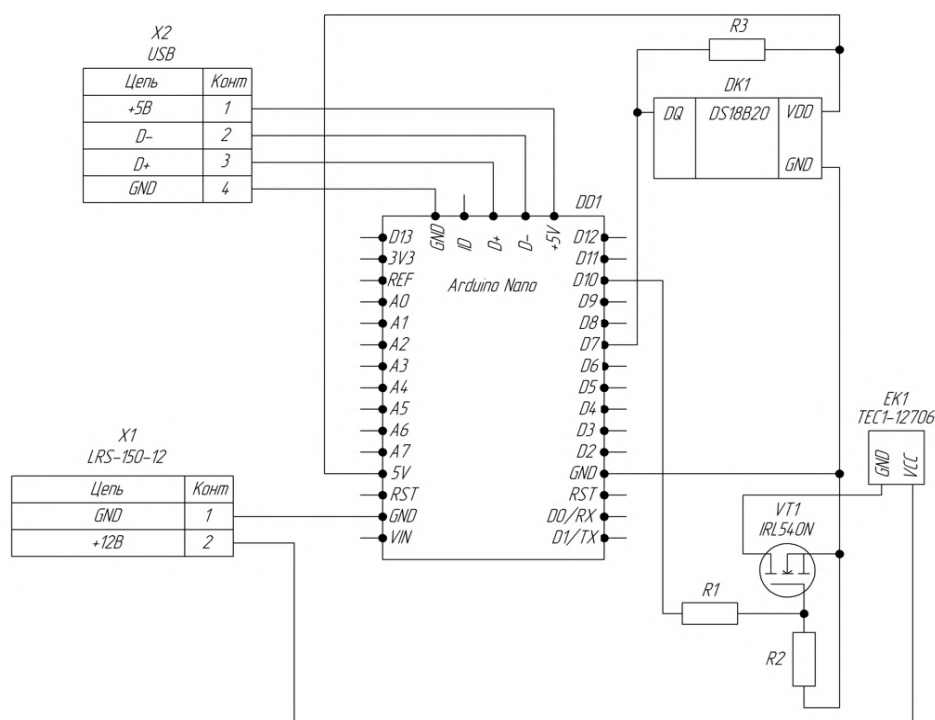 X2
USB
Цепь Конт
+5В 1
D- 2
D+ 3
GND 4
R3
DK1
DQ DS18B20 VDD
GND
DD1
GND ID D+ D- +5V
Arduino Nano
D13
3V3
REF
A0
A1
A2
A3
A4
A5
A6
A7
5V
RST
GND
VIN
D12
D11
D10
D9
D8
D7
D6
D5
D4
D3
D2
GND
RST
D0/RX
D1/TX
X1
LRS-150-12
Цепь Конт
GND 1
+12В 2
EK1
TEC1-12706
GND VCC
VT1
IRL540N
R1
R2